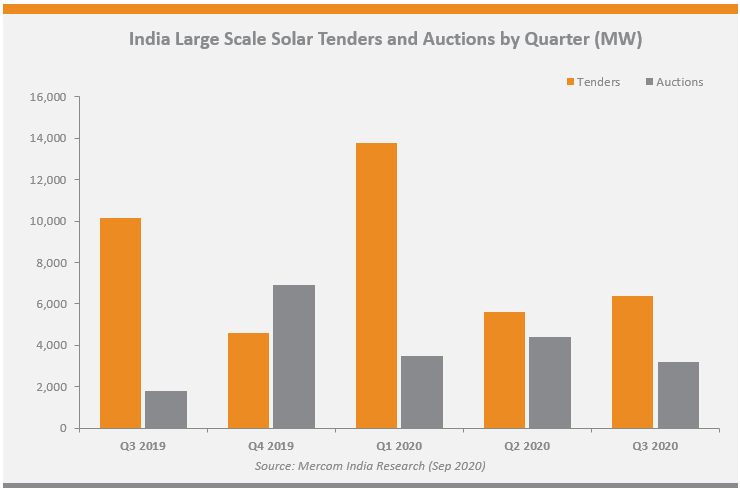 India Large Scale Solar Tenders and Auctions by Quarter (MW)
Tenders Auctions
16,000
14,000
12,000
10,000
8,000
6,000
4,000
2,000
0
Q3 2019 Q4 2019 Q1 2020 Q2 2020 Q3 2020
Source: Mercom India Research (Sep 2020)